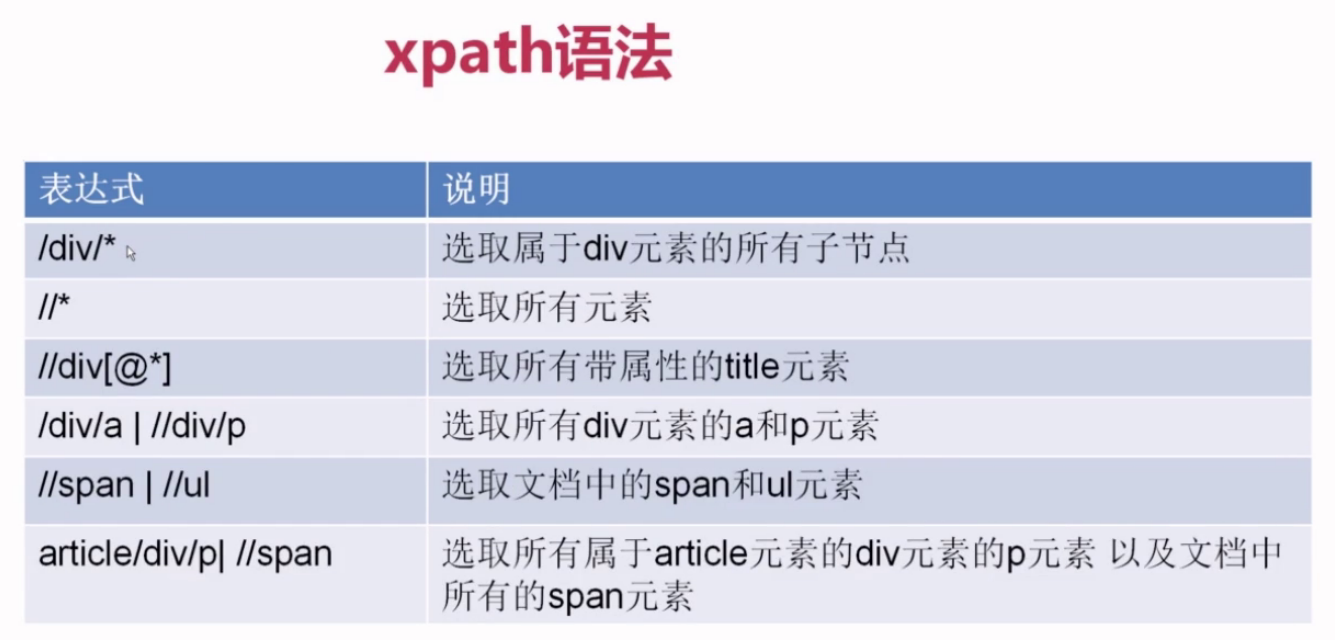 xpath语法
表达式 说明
/div/* 选取属于div元素的所有子节点
//* 选取所有元素
//div[@*] 选取所有带属性的title元素
/div/a | //div/p 选取所有div元素的a和p元素
//span | //ul 选取文档中的span和ul元素
article/div/p| //span 选取所有属于article元素的div元素的p元素 以及文档中
所有的span元素